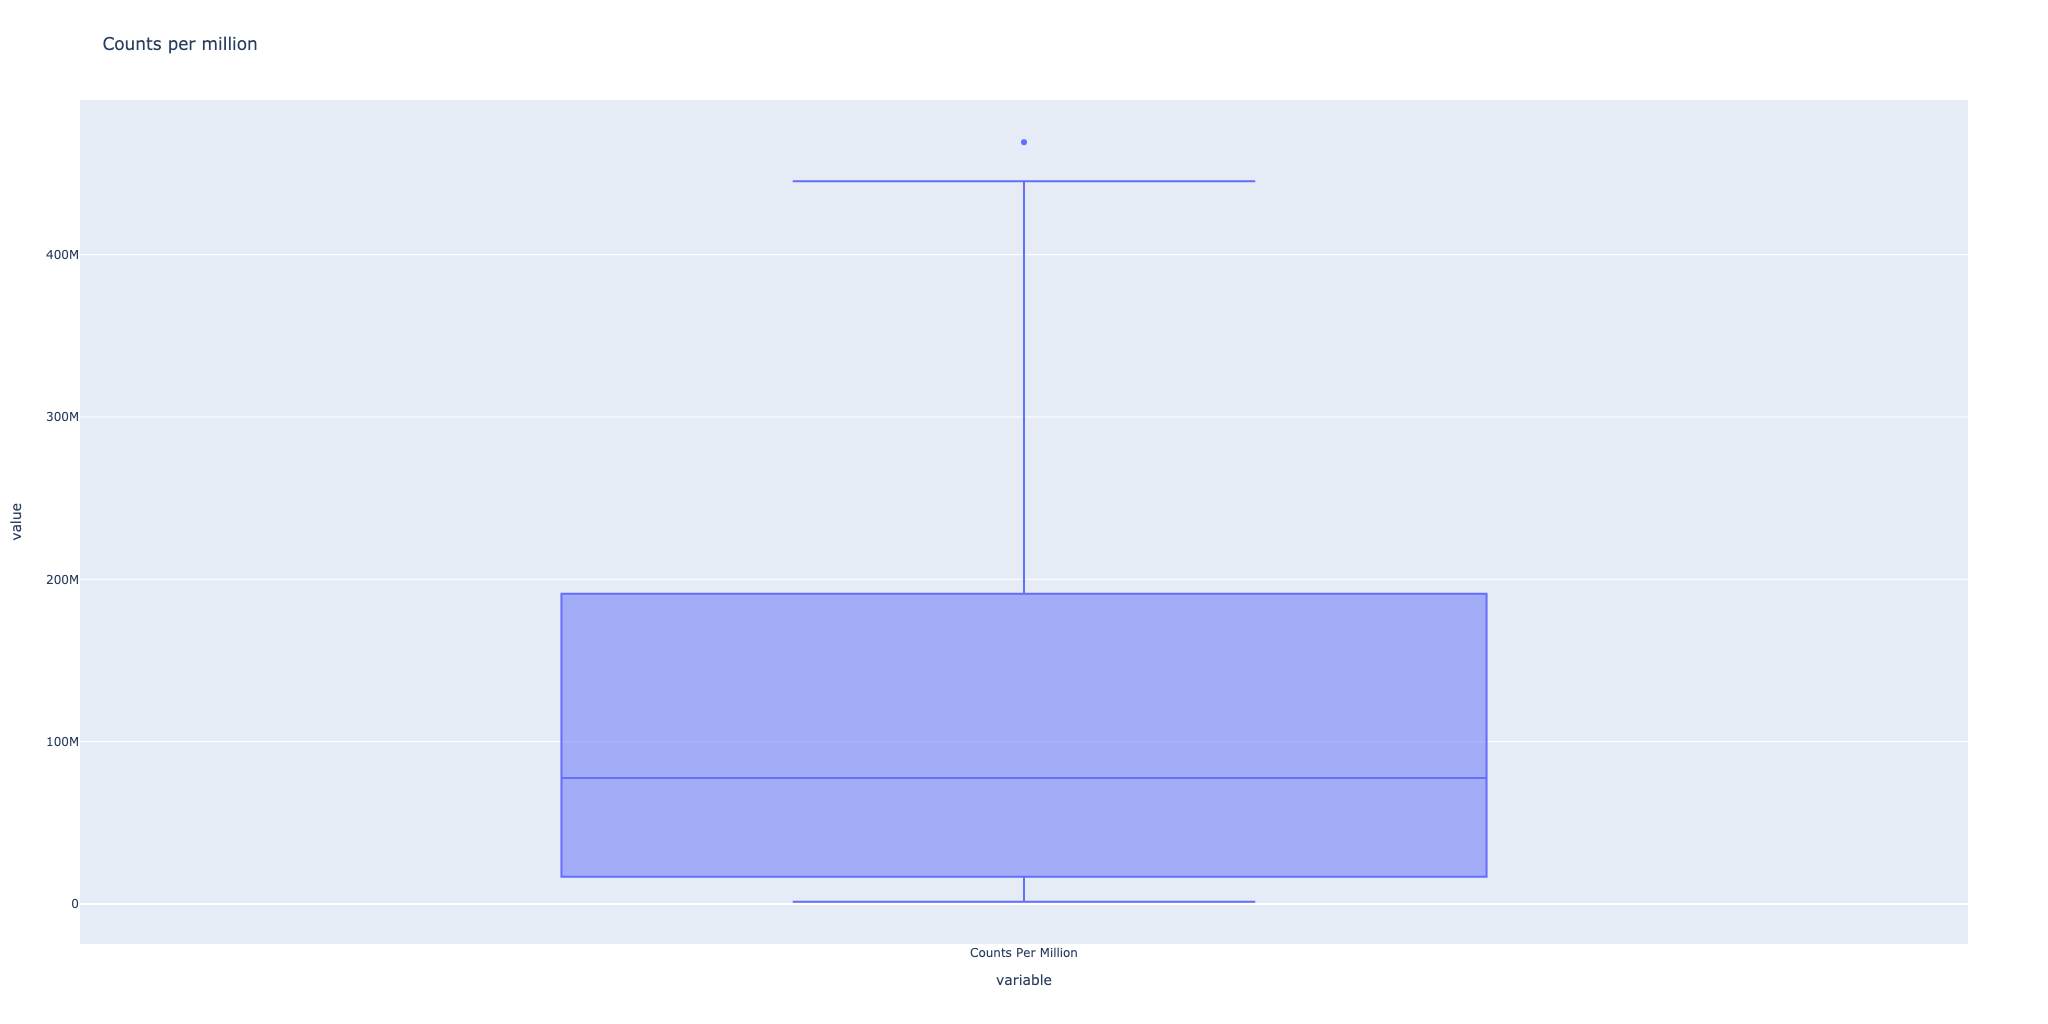 Counts per million
400M
300M
200M
100M
0
value
Counts Per Million
variable